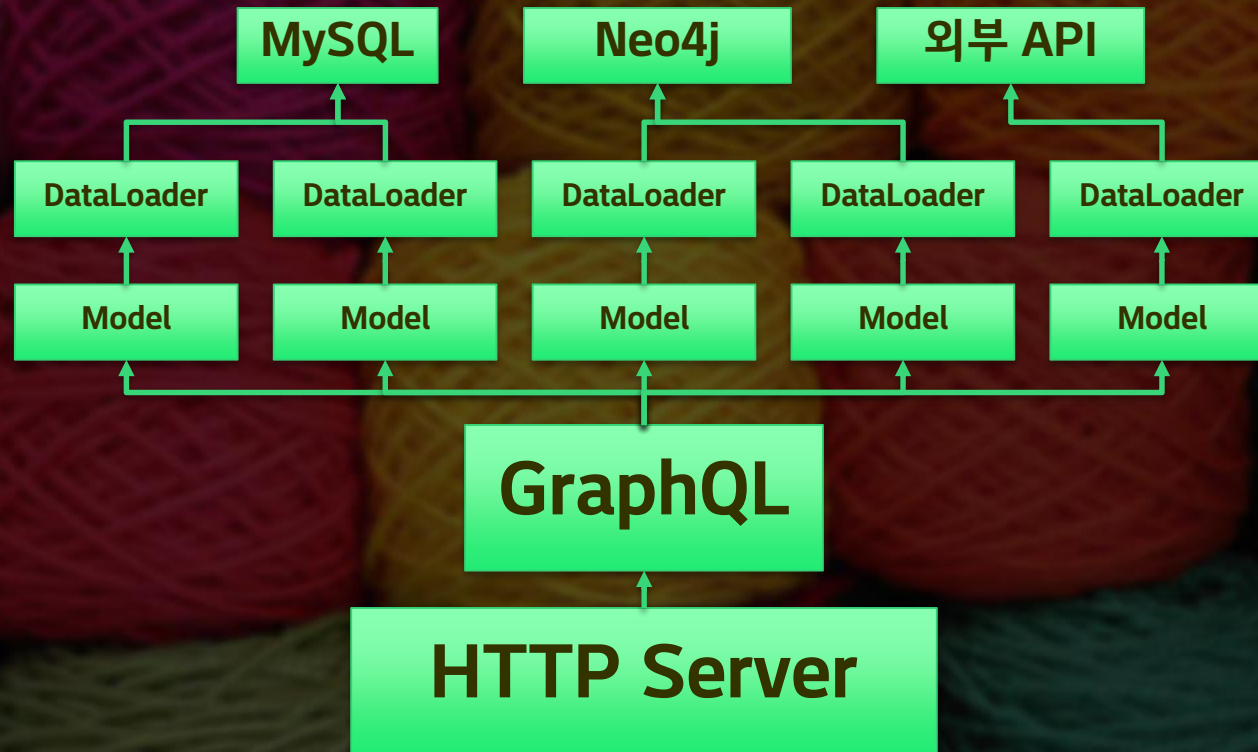 MySQL
Neo4j
외부 API
DataLoader
DataLoader
DataLoader
DataLoader
DataLoader
Model
Model
Model
Model
Model
GraphQL
HTTP Server